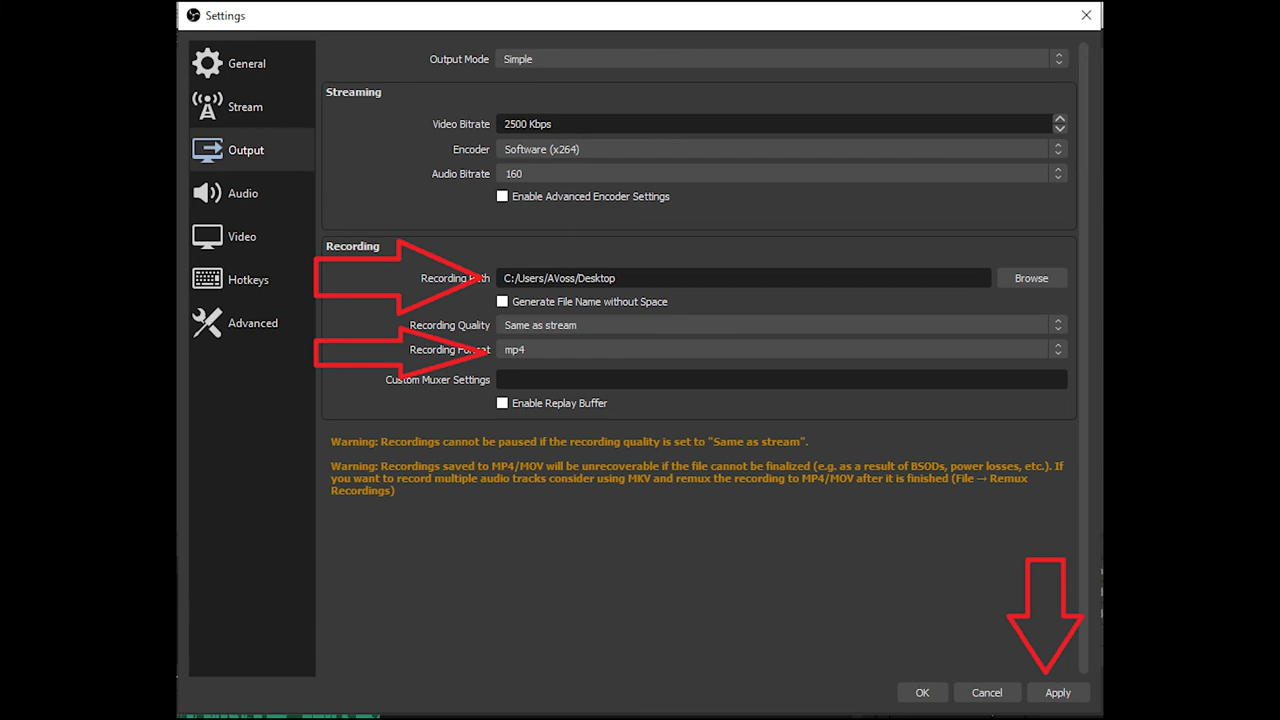 Settings
General
Stream
Output
Audio
Video
Hotkeys
Advanced
Output Mode Simple
Streaming
Video Bitrate 2500 Kbps
Encoder Software (x264)
Audio Bitrate 160
Enable Advanced Encoder Settings
Recording
Recording C:/Users/AVoss/Desktop Browse
Generate File Name without Space
Recording Quality Same as stream
Recording mp4
Custom Muxer Settings
Enable Replay Buffer
Warning: Recordings cannot be paused if the recording quality is set to "Same as stream".
Warning: Recordings saved to MP4/MOV will be unrecoverable if the file cannot be finalized (e.g. as a result of BSODs, power losses, etc.). If
you want to record multiple audio tracks consider using MKV and remux the recording to MP4/MOV after it is finished (File → Remux
Recordings)
OK Cancel Apply